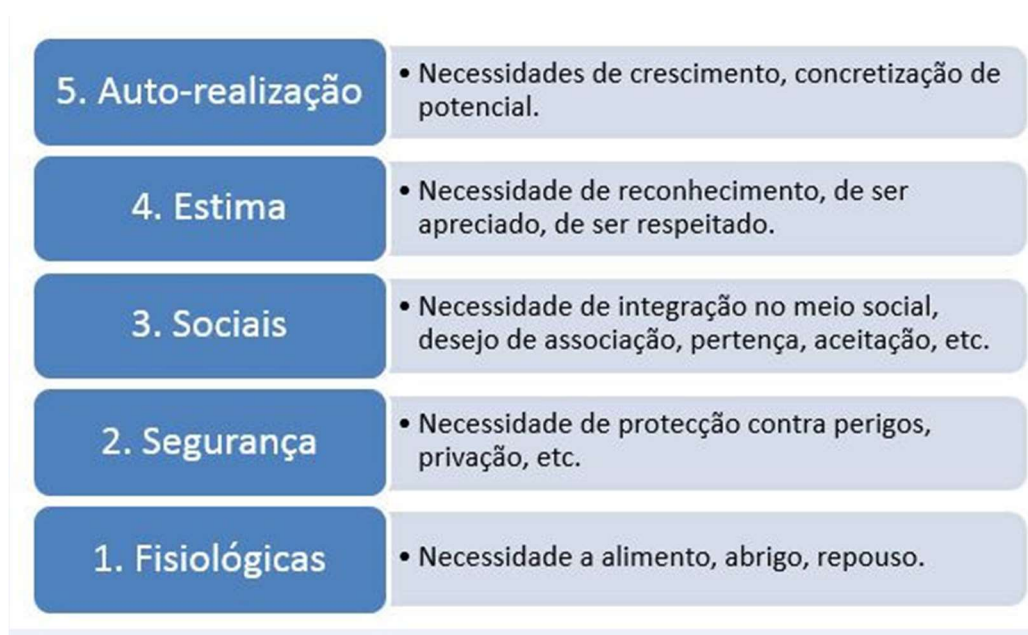 5. Auto-realização
• Necessidades de crescimento, concretização de
potencial.
4. Estima
• Necessidade de reconhecimento, de ser
apreciado, de ser respeitado.
3. Sociais
• Necessidade de integração no meio social,
desejo de associação, pertença, aceitação, etc.
2. Segurança
• Necessidade de protecção contra perigos,
privação, etc.
1. Fisiológicas
• Necessidade a alimento, abrigo, repouso.